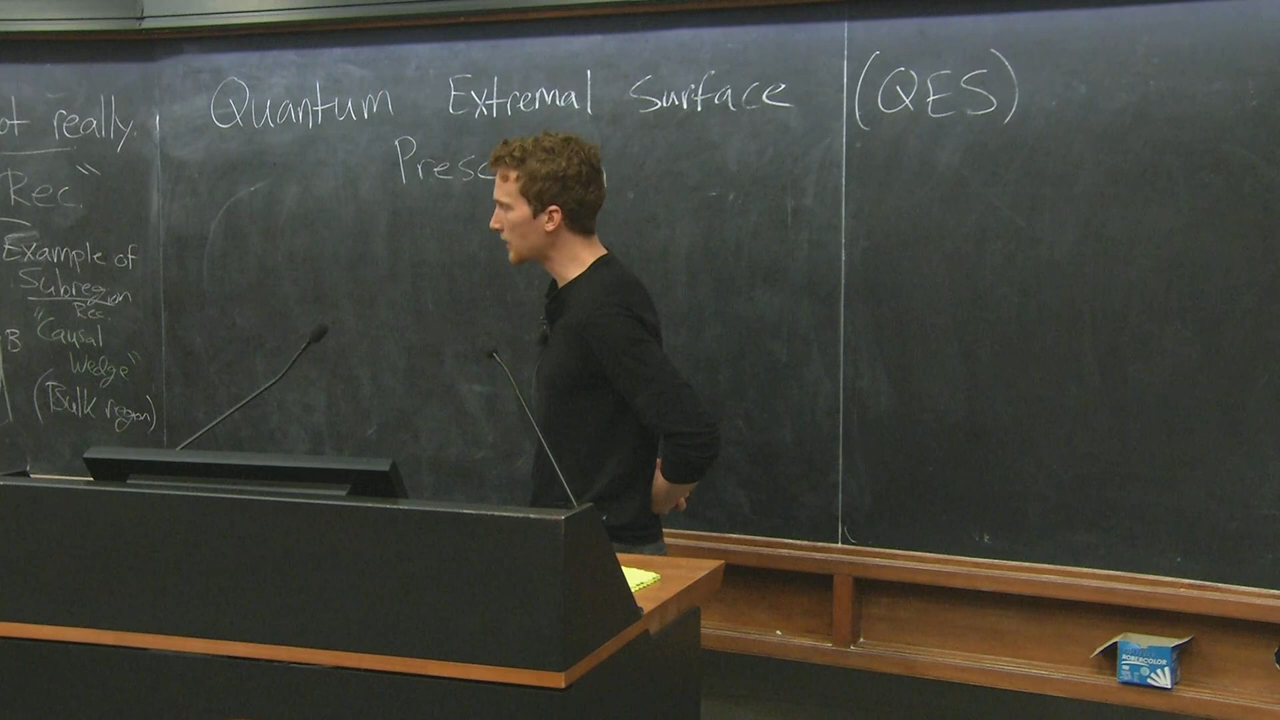 ot really.
Rec."
Example of
Subregion
Rec.
B "Causal
Wedge"
(Bulk region)
Quantum Extremal Surface (QES)
Presc
ROBERCOLOR